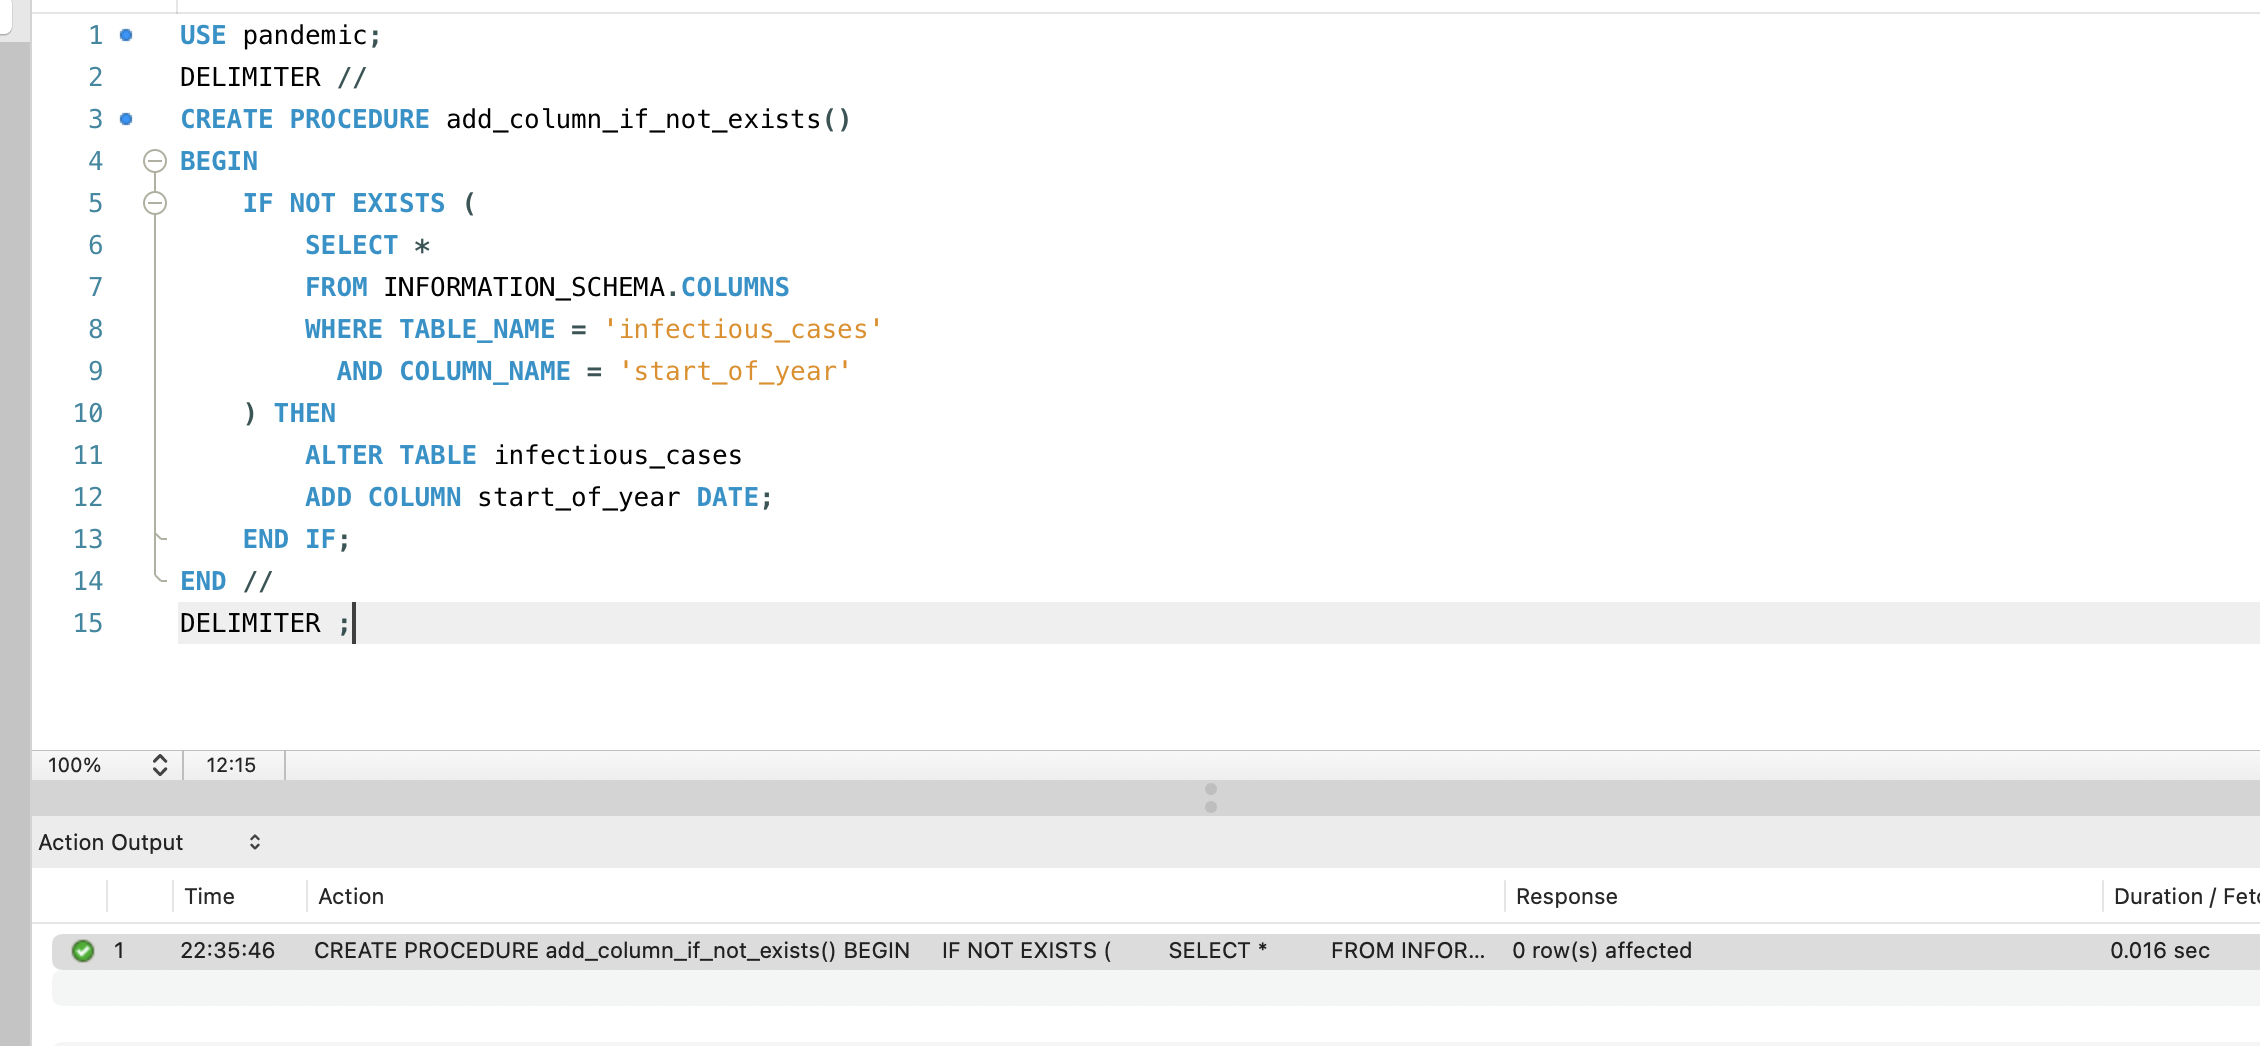 1 USE pandemic;
2 DELIMITER //
3 CREATE PROCEDURE add_column_if_not_exists()
4 BEGIN
5 IF NOT EXISTS (
6 SELECT *
7 FROM INFORMATION_SCHEMA.COLUMNS
8 WHERE TABLE_NAME = 'infectious_cases'
9 AND COLUMN_NAME = 'start_of_year'
10 ) THEN
11 ALTER TABLE infectious_cases
12 ADD COLUMN start_of_year DATE;
13 END IF;
14 END //
15 DELIMITER ;
100% 12:15
Action Output
Time Action Response Duration / Fetc
1 22:35:46 CREATE PROCEDURE add_column_if_not_exists() BEGIN IF NOT EXISTS ( SELECT * FROM INFOR... 0 row(s) affected 0.016 sec